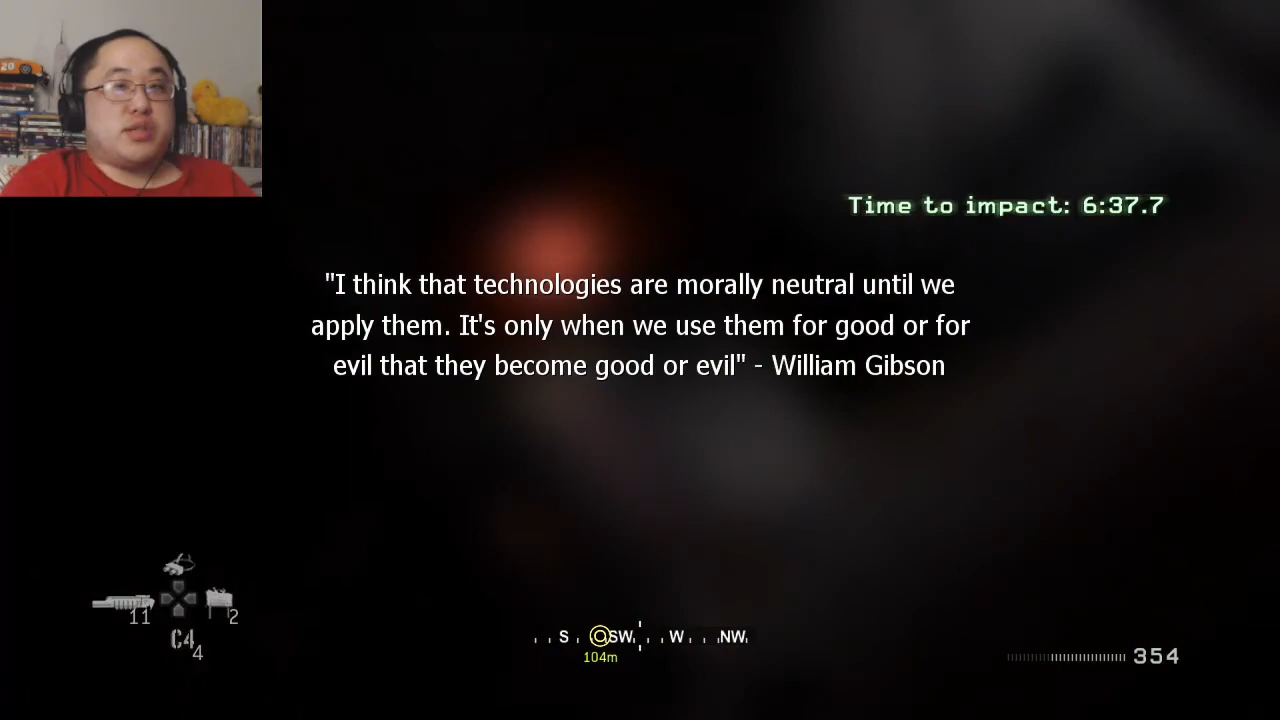 20
Time to impact: 6:37.7
"I think that technologies are morally neutral until we
apply them. It's only when we use them for good or for
evil that they become good or evil" - William Gibson
11
2
C4
4
S SW W NW
104m
354